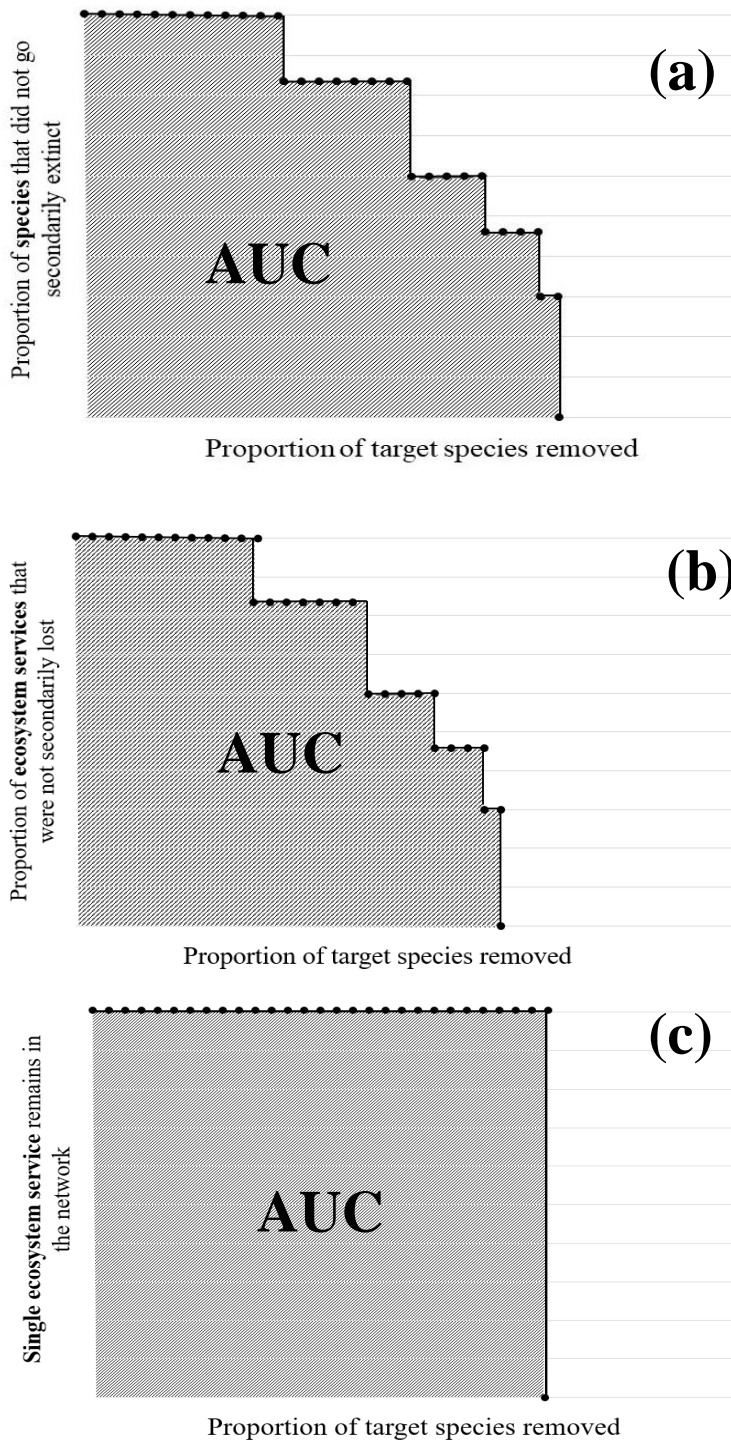 (a)
Proportion of species that did not go
secondarily extinct
AUC
Proportion of target species removed
(b)
Proportion of ecosystem services that
were not secondarily lost
AUC
Proportion of target species removed
(c)
Single ecosystem service remains in
the network
AUC
Proportion of target species removed